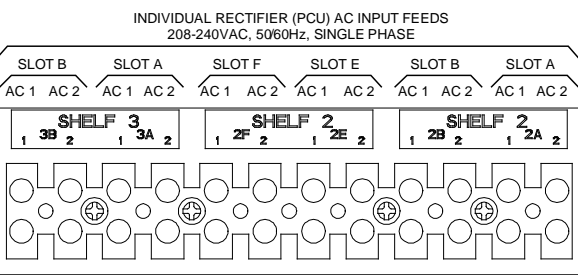 INDIVIDUAL RECTIFIER (PCU) AC INPUT FEEDS
208-240VAC, 50/60Hz, SINGLE PHASE
SLOT B SLOT A SLOT F SLOT E SLOT B SLOT A
AC 1 AC 2 AC 1 AC 2 AC 1 AC 2 AC 1 AC 2 AC 1 AC 2 AC 1 AC 2
SHELF 3 SHELF 2 SHELF 2
1 3B 2 3A 2 1 2F 2 1 2E 2 1 2B 2 1 2A 2